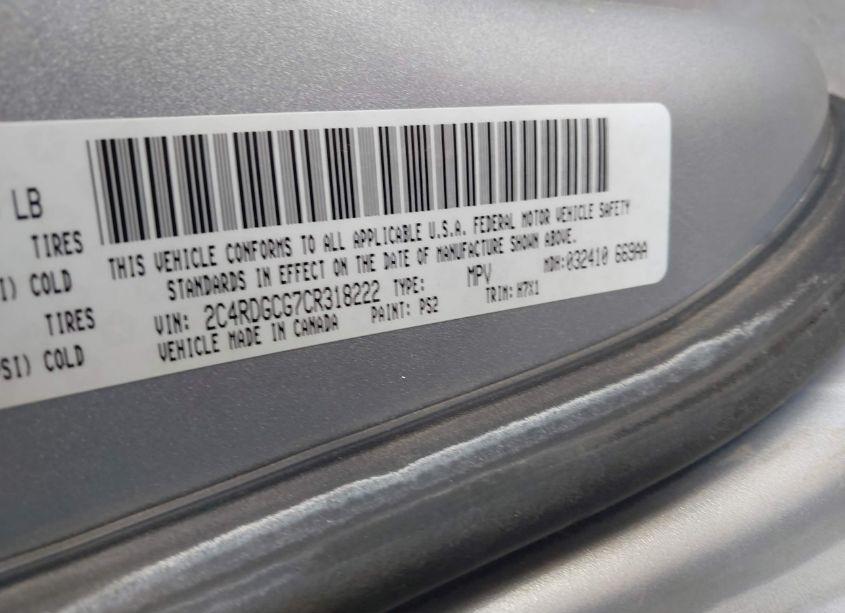 LB
TIRES
I) COLD
TIRES
SI) COLD
THIS VEHICLE CONFORMS TO ALL APPLICABLE U.S.A. FEDERAL MOTOR VEHICLE SAFETY
STANDARDS IN EFFECT ON THE DATE OF MANUFACTURE SHOWN ABOVE.
VIN: 2C4RDGCG7CR318222 TYPE: MPV MDH:032410 669AA
VEHICLE MADE IN CANADA PAINT: PS2 TRIM: H7X1